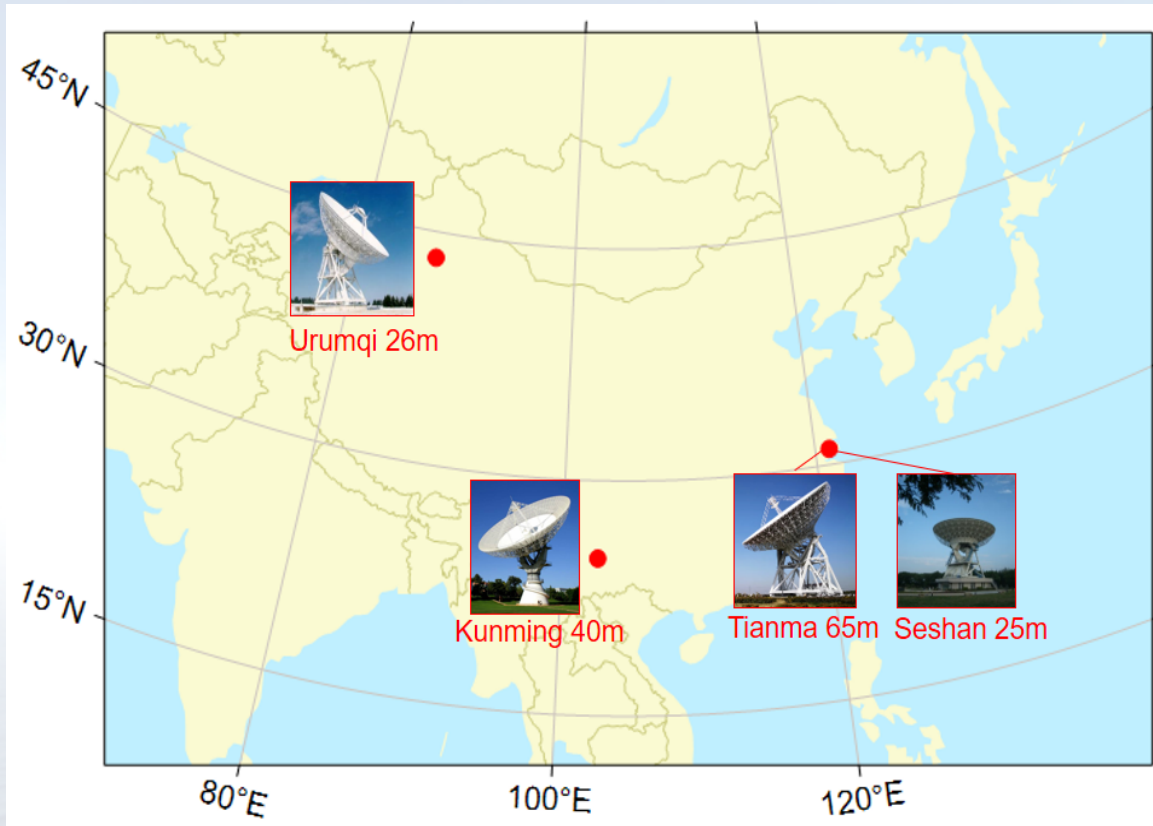 45°N
Urumqi 26m
30°N
Kunming 40m
Tianma 65m
Seshan 25m
15°N
80°E
100°E
120°E